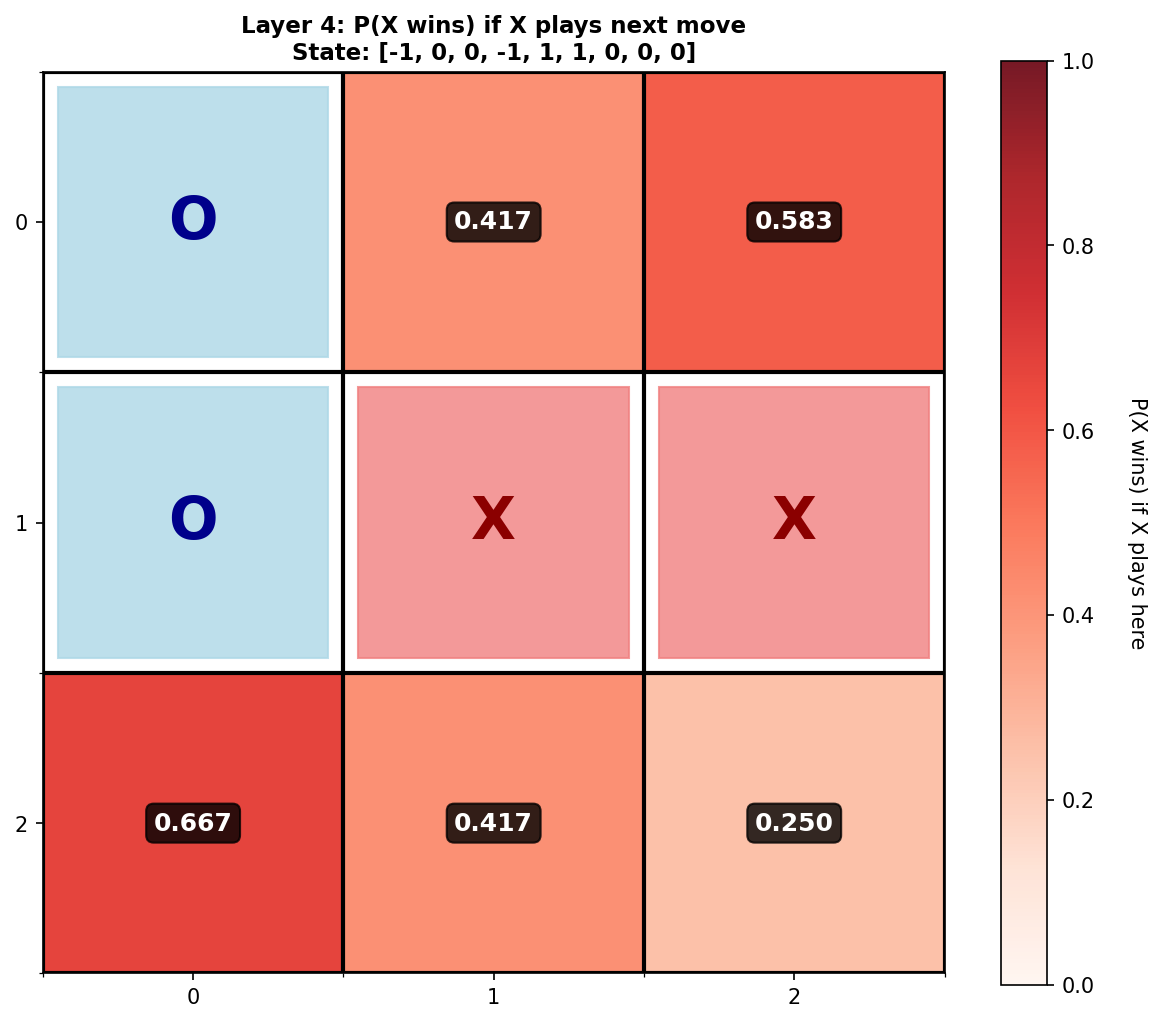 Layer 4: P(X wins) if X plays next move
State: [-1, 0, 0, -1, 1, 1, 0, 0, 0]
0
O
0.417
0.583
1
O
X
X
2
0.667
0.417
0.250
0
1
2
1.0
0.8
0.6
0.4
0.2
0.0
P(X wins) if X plays here